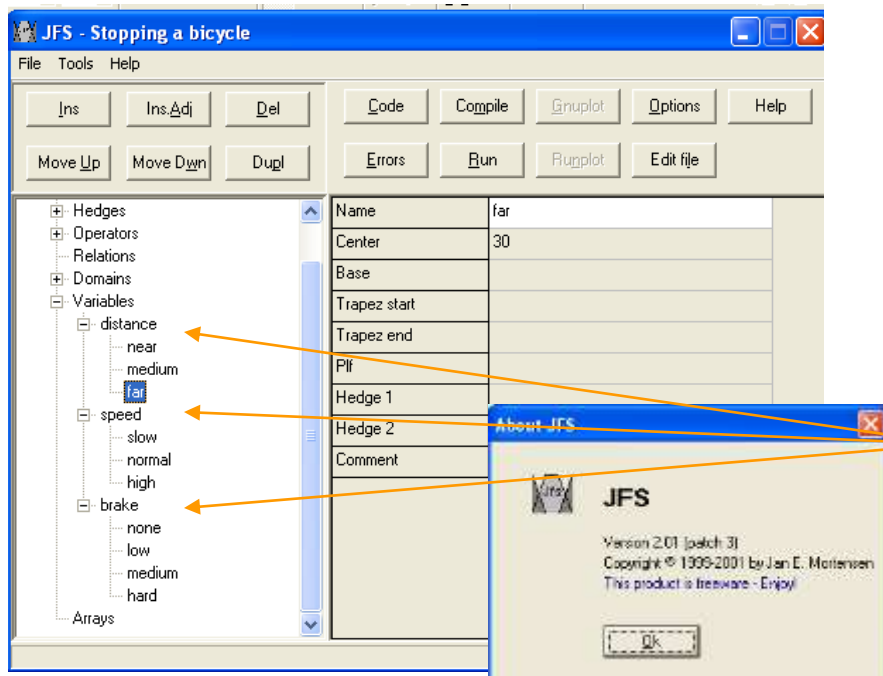 JFS - Stopping a bicycle
File Tools Help
Ins Ins.Adj Del
Move Up Move Dwn Dupl
Code Compile Gnuplot Options Help
Errors Run Runplot Edit file
Hedges
Operators
Relations
Domains
Variables
distance
near
medium
far
speed
slow
normal
high
brake
none
low
medium
hard
Arrays
Name far
Center 30
Base
Trapez start
Trapez end
Plf
Hedge 1
Hedge 2
Comment
About JFS
JFS
JFS
Version 2.01 (patch 3)
Copyright © 1999-2001 by Jan E. Mortensen
This product is freeware - Enjoy!
Ok